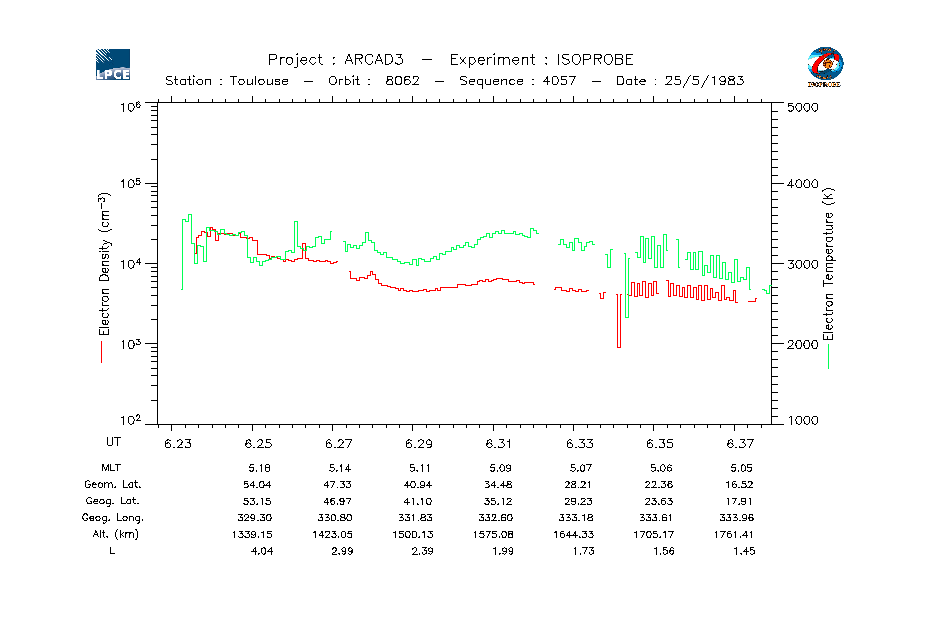 LPCE
Project : ARCAD3 — Experiment : ISOPROBE
ISOPROBE
Station : Toulouse — Orbit : 8062 — Sequence : 4057 — Date : 25/5/1983
10⁶ 5000
10⁵ 4000
10⁴ 3000
10³ 2000
10² 1000
Electron Density (cm⁻³)
Electron Temperature (K)
UT 6.23 6.25 6.27 6.29 6.31 6.33 6.35 6.37
MLT 5.18 5.14 5.11 5.09 5.07 5.06 5.05
Geom. Lat. 54.04 47.33 40.94 34.48 28.21 22.36 16.52
Geog. Lat. 53.15 46.97 41.10 35.12 29.23 23.63 17.91
Geog. Long. 329.30 330.80 331.83 332.60 333.18 333.61 333.96
Alt. (km) 1339.15 1423.05 1500.13 1575.08 1644.33 1705.17 1761.41
L 4.04 2.99 2.39 1.99 1.73 1.56 1.45